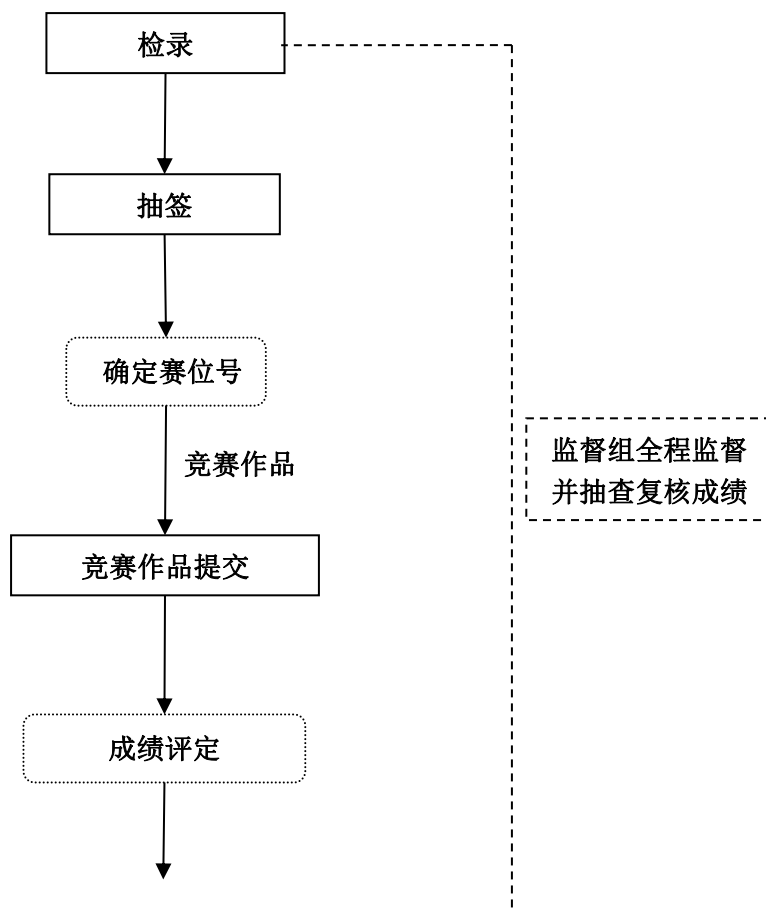 检录
抽签
确定赛位号
竞赛作品
监督组全程监督
并抽查复核成绩
竞赛作品提交
成绩评定